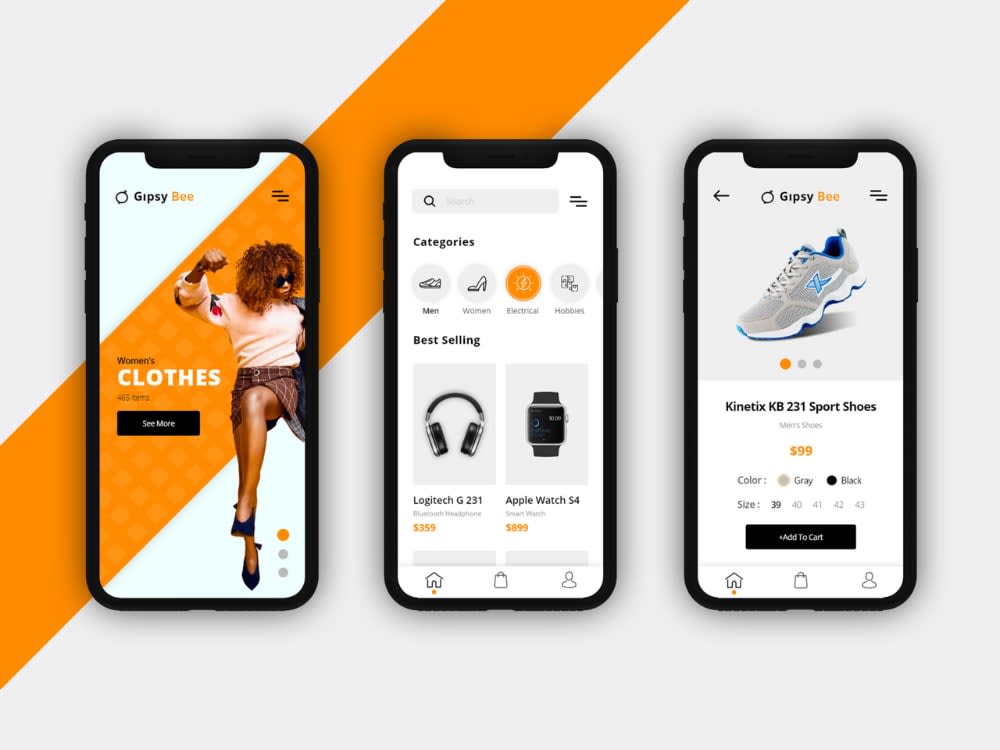 Gıpsy Bee
Women's
CLOTHES
465 items
See More
Search
Categories
Men
Women
Electrical
Hobbies
Best Selling
Logitech G 231
Bluetooth Headphone
$359
Apple Watch S4
Smart Watch
$899
Gıpsy Bee
Kinetix KB 231 Sport Shoes
Men's Shoes
$99
Color : Gray Black
Size : 39 40 41 42 43
+Add To Cart